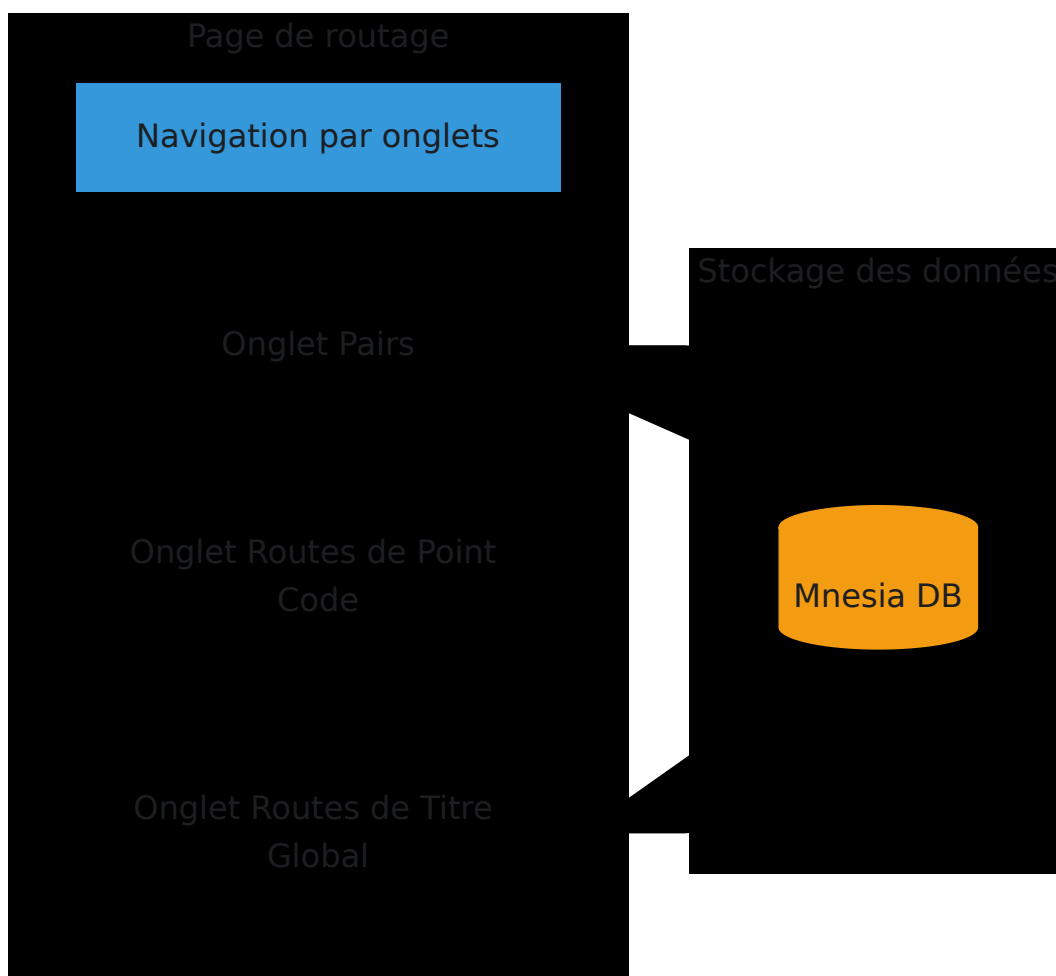 Page de routage
Navigation par onglets
Stockage des données
Onglet Pairs
Onglet Routes de Point
Code
Mnesia DB
Onglet Routes de Titre
Global